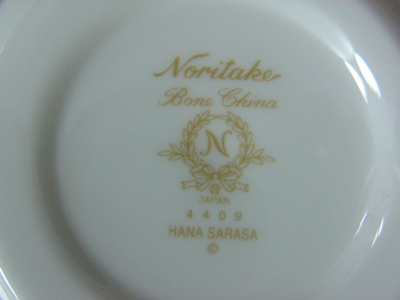 Noritake
Bone China
N
®
JAPAN
4409
HANA SARASA
©